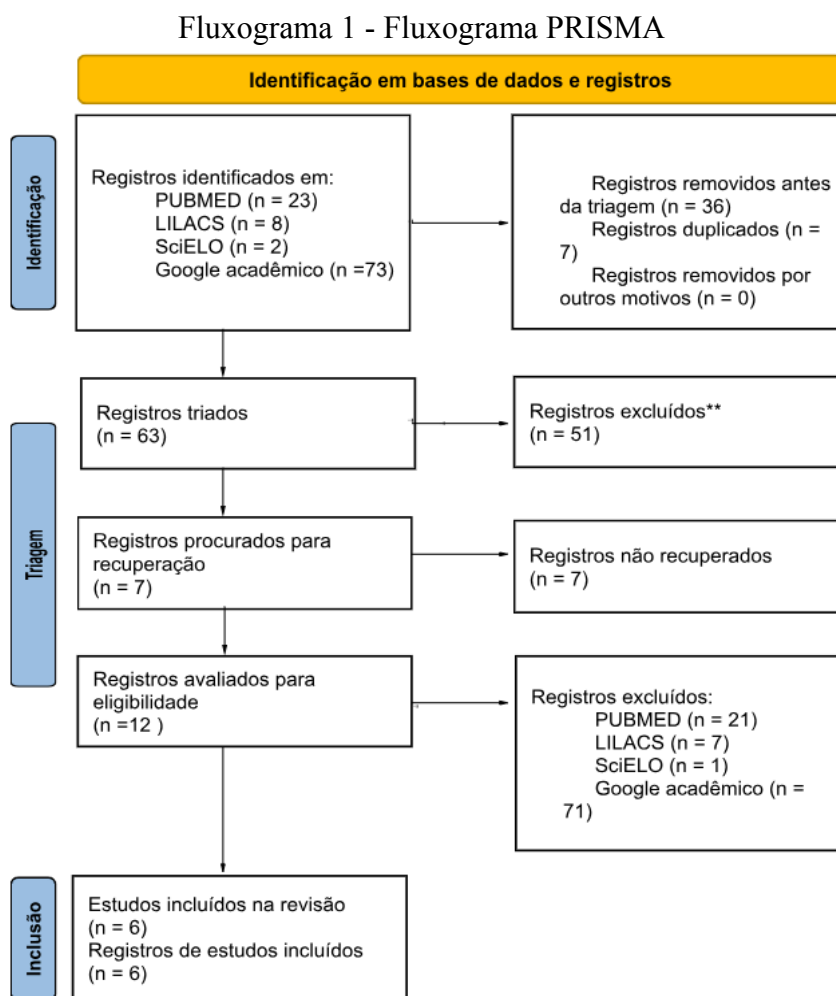 Fluxograma 1 - Fluxograma PRISMA
Identificação em bases de dados e registros
Identificação
Registros identificados em:
PUBMED (n = 23)
LILACS (n = 8)
SciELO (n = 2)
Google acadêmico (n =73)
Registros removidos antes
da triagem (n = 36)
Registros duplicados (n =
7)
Registros removidos por
outros motivos (n = 0)
Triagem
Registros triados
(n = 63)
Registros excluídos**
(n = 51)
Registros procurados para
recuperação
(n = 7)
Registros não recuperados
(n = 7)
Registros avaliados para
eligibilidade
(n =12 )
Registros excluídos:
PUBMED (n = 21)
LILACS (n = 7)
SciELO (n = 1)
Google acadêmico (n =
71)
Inclusão
Estudos incluídos na revisão
(n = 6)
Registros de estudos incluídos
(n = 6)